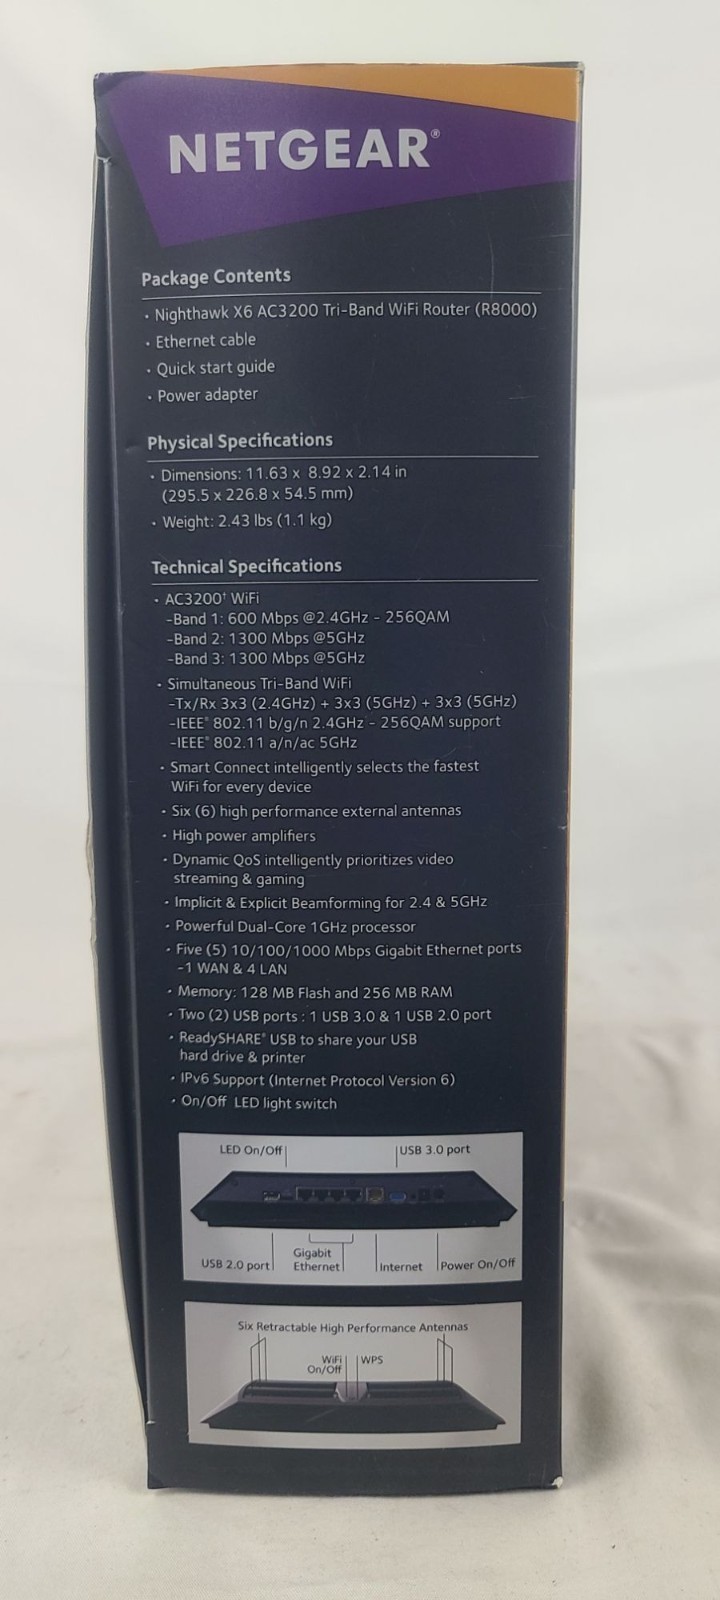 NETGEAR®
Package Contents
• Nighthawk X6 AC3200 Tri-Band WiFi Router (R8000)
• Ethernet cable
• Quick start guide
• Power adapter
Physical Specifications
• Dimensions: 11.63 x 8.92 x 2.14 in
(295.5 x 226.8 x 54.5 mm)
• Weight: 2.43 lbs (1.1 kg)
Technical Specifications
• AC3200† WiFi
-Band 1: 600 Mbps @2.4GHz - 256QAM
-Band 2: 1300 Mbps @5GHz
-Band 3: 1300 Mbps @5GHz
• Simultaneous Tri-Band WiFi
-Tx/Rx 3x3 (2.4GHz) + 3x3 (5GHz) + 3x3 (5GHz)
-IEEE® 802.11 b/g/n 2.4GHz - 256QAM support
-IEEE® 802.11 a/n/ac 5GHz
• Smart Connect intelligently selects the fastest
WiFi for every device
• Six (6) high performance external antennas
• High power amplifiers
• Dynamic QoS intelligently prioritizes video
streaming & gaming
• Implicit & Explicit Beamforming for 2.4 & 5GHz
• Powerful Dual-Core 1GHz processor
• Five (5) 10/100/1000 Mbps Gigabit Ethernet ports
-1 WAN & 4 LAN
• Memory: 128 MB Flash and 256 MB RAM
• Two (2) USB ports : 1 USB 3.0 & 1 USB 2.0 port
• ReadySHARE® USB to share your USB
hard drive & printer
• IPv6 Support (Internet Protocol Version 6)
• On/Off LED light switch
LED On/Off
USB 3.0 port
USB 2.0 port
Gigabit
Ethernet
Internet
Power On/Off
Six Retractable High Performance Antennas
WiFi
On/Off
WPS